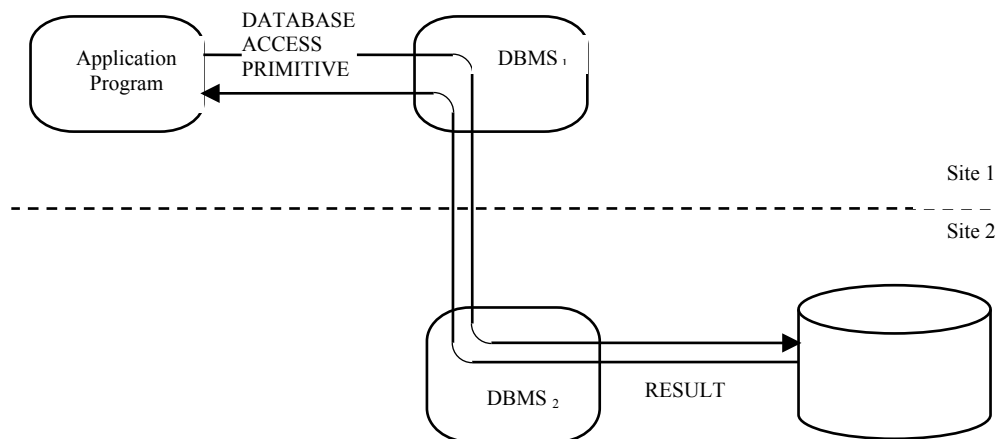 DATABASE
ACCESS
PRIMITIVE
Application
Program
DBMS ₁
Site 1
Site 2
DBMS ₂
RESULT